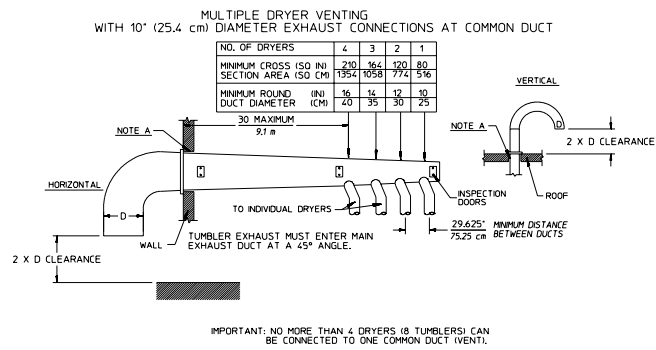 MULTIPLE DRYER VENTING
WITH 10" (25.4 cm) DIAMETER EXHAUST CONNECTIONS AT COMMON DUCT
NO. OF DRYERS 4 3 2 1
MINIMUM CROSS (SQ IN) 210 164 120 80
SECTION AREA (SQ CM) 1354 1058 774 516
MINIMUM ROUND (IN) 16 14 12 10
DUCT DIAMETER (CM) 40 35 30 25
VERTICAL
D
NOTE A
2 X D CLEARANCE
ROOF
NOTE A
30 MAXIMUM
9.1 m
HORIZONTAL
D
INSPECTION
DOORS
TO INDIVIDUAL DRYERS
WALL
TUMBLER EXHAUST MUST ENTER MAIN
EXHAUST DUCT AT A 45° ANGLE.
29.625" MINIMUM DISTANCE
75.25 cm BETWEEN DUCTS
2 X D CLEARANCE
IMPORTANT: NO MORE THAN 4 DRYERS (8 TUMBLERS) CAN
BE CONNECTED TO ONE COMMON DUCT (VENT).